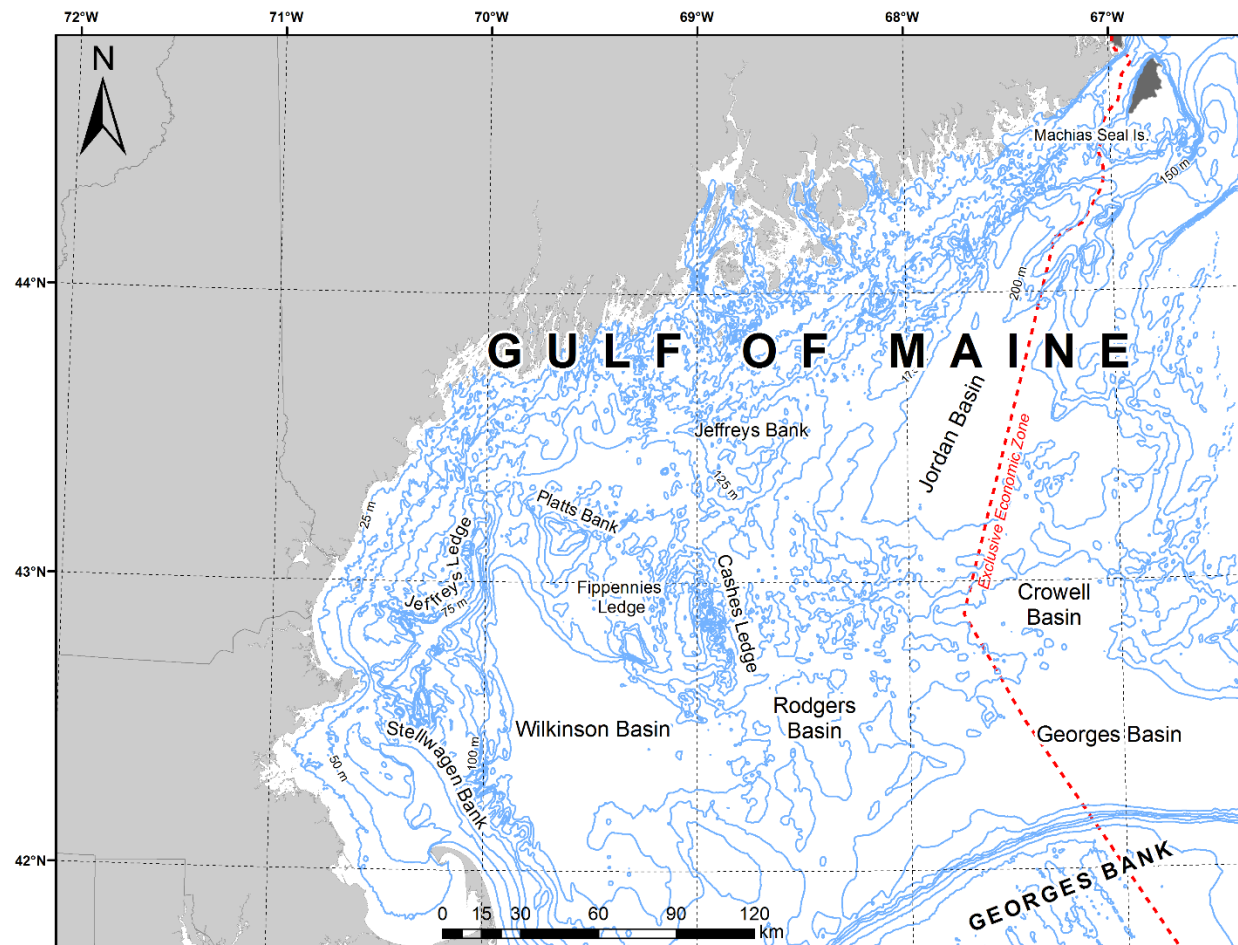 72°W
71°W
70°W
69°W
68°W
67°W
N
Machias Seal Is.
150 m
44°N
200 m
GULF OF MAINE
Jordan Basin
Jeffreys Bank
Exclusive Economic Zone
125 m
Platts Bank
25 m
43°N
Jeffrey's Ledge
75 m
Fippennies
Ledge
Cashes Ledge
Crowell
Basin
Rodgers
Basin
Wilkinson Basin
Georges Basin
Stellwagen Bank
100 m
50 m
42°N
GEORGES BANK
0 15 30 60 90 120
km